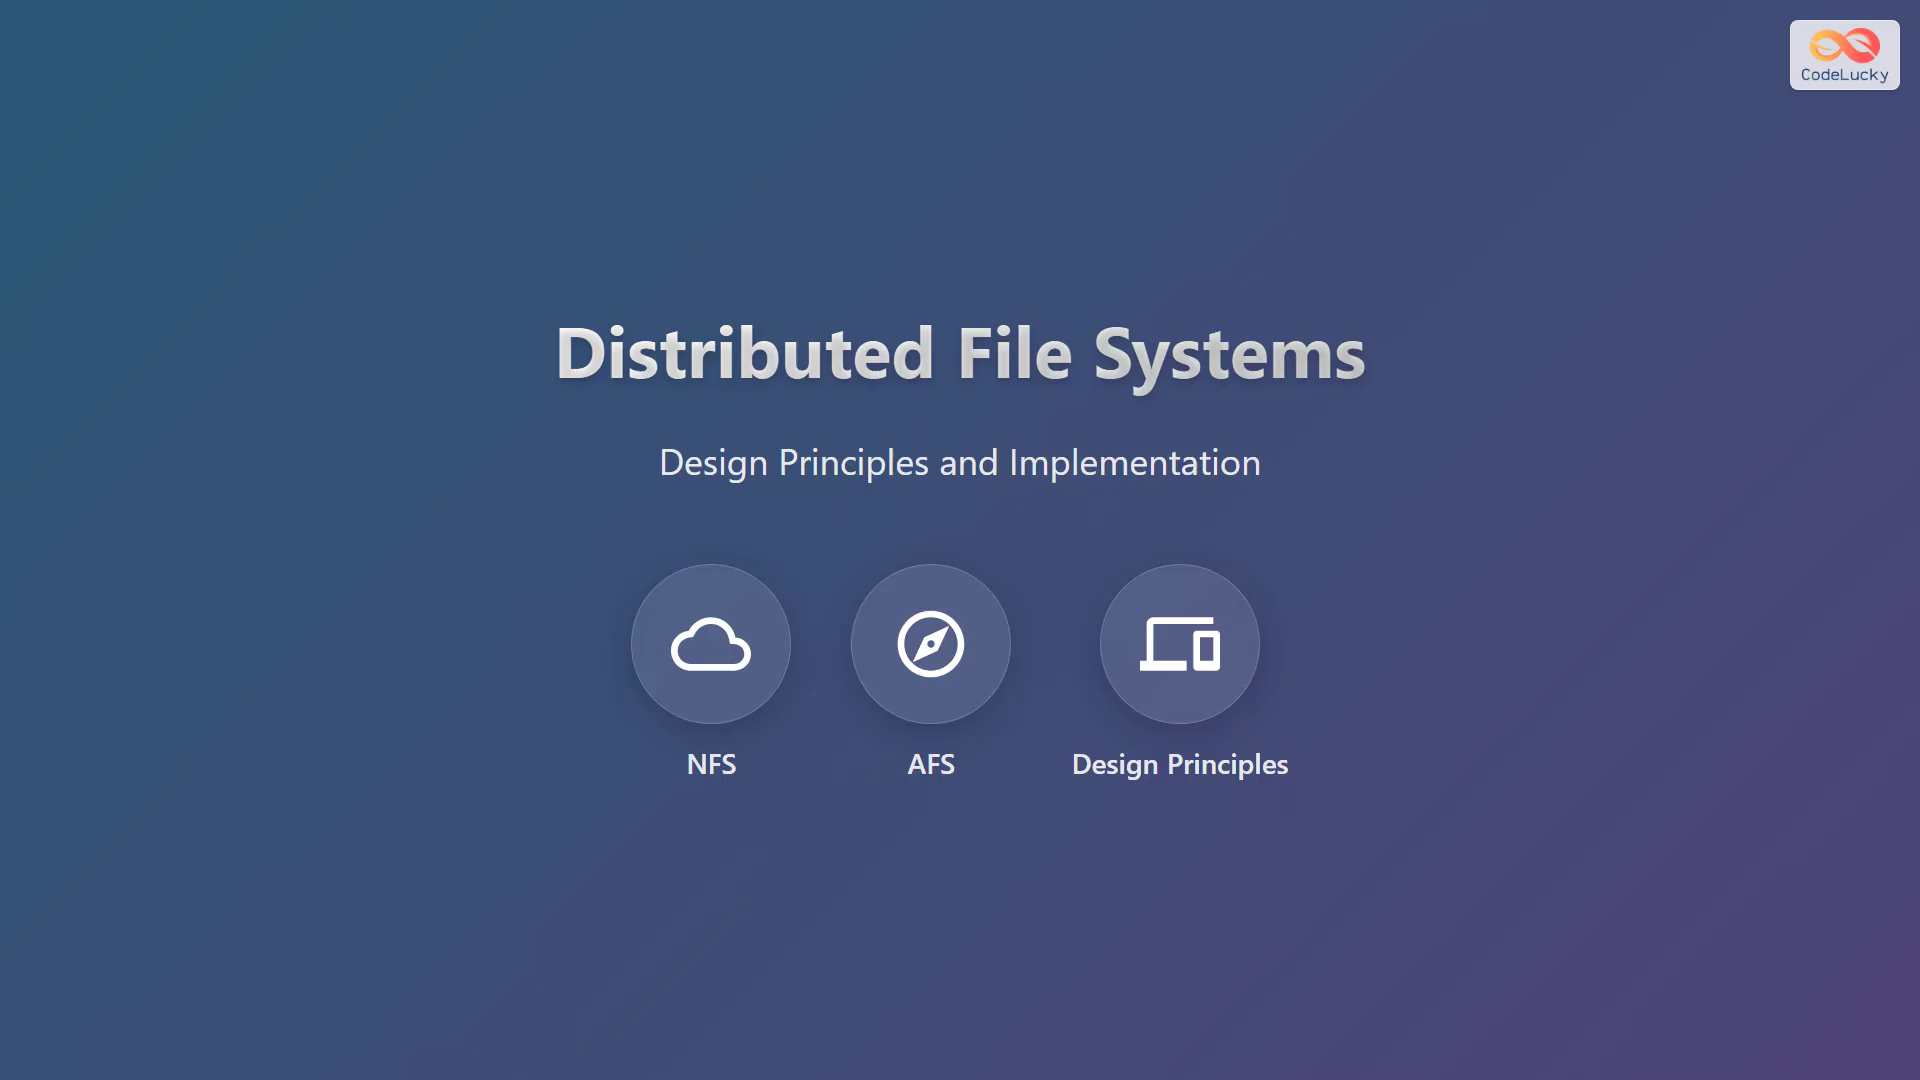 CodeLucky
Distributed File Systems
Design Principles and Implementation
NFS
AFS
Design Principles